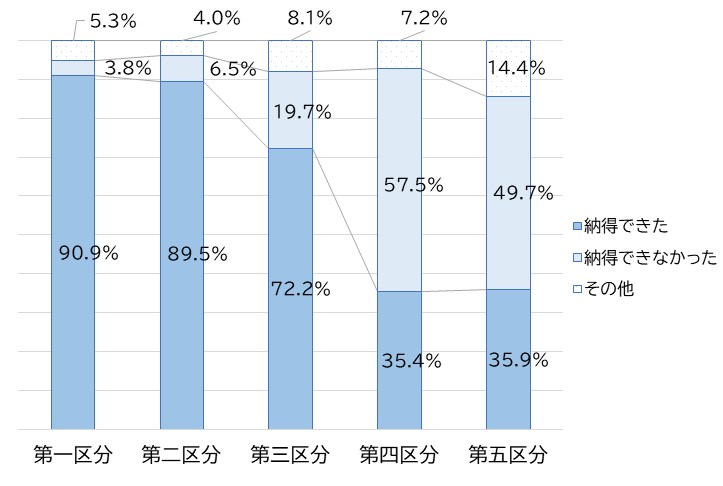 5.3%
4.0%
8.1%
7.2%
3.8%
6.5%
19.7%
57.5%
14.4%
49.7%
90.9%
89.5%
72.2%
35.4%
35.9%
納得できた
納得できなかった
その他
第一区分
第二区分
第三区分
第四区分
第五区分